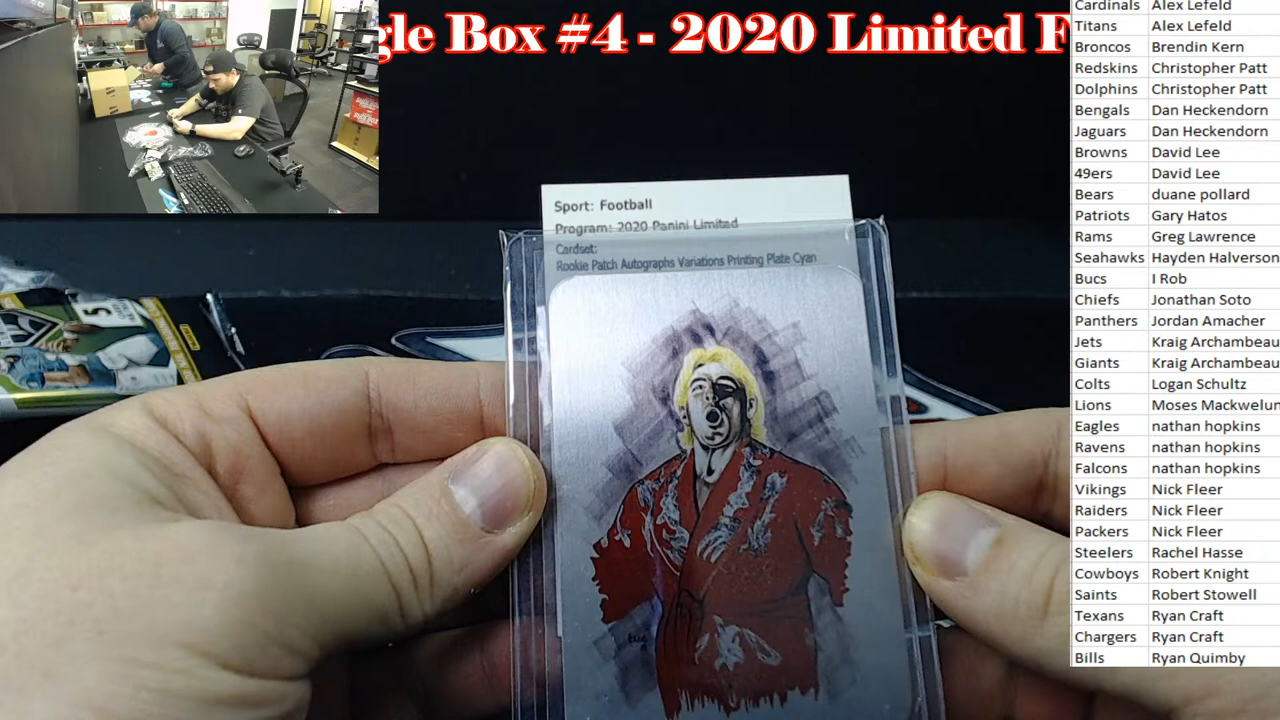 gle Box #4 - 2020 Limited F
Sport: Football
Program: 2020 Panini Limited
Cardset:
Rookie Patch Autographs Variations Printing Plate Cyan
5
Cardinals Alex Lefeld
Titans Alex Lefeld
Broncos Brendin Kern
Redskins Christopher Patt
Dolphins Christopher Patt
Bengals Dan Heckendorn
Jaguars Dan Heckendorn
Browns David Lee
49ers David Lee
Bears duane pollard
Patriots Gary Hatos
Rams Greg Lawrence
Seahawks Hayden Halverson
Bucs I Rob
Chiefs Jonathan Soto
Panthers Jordan Amacher
Jets Kraig Archambeau
Giants Kraig Archambeau
Colts Logan Schultz
Lions Moses Mackwelun
Eagles nathan hopkins
Ravens nathan hopkins
Falcons nathan hopkins
Vikings Nick Fleer
Raiders Nick Fleer
Packers Nick Fleer
Steelers Rachel Hasse
Cowboys Robert Knight
Saints Robert Stowell
Texans Ryan Craft
Chargers Ryan Craft
Bills Ryan Quimby